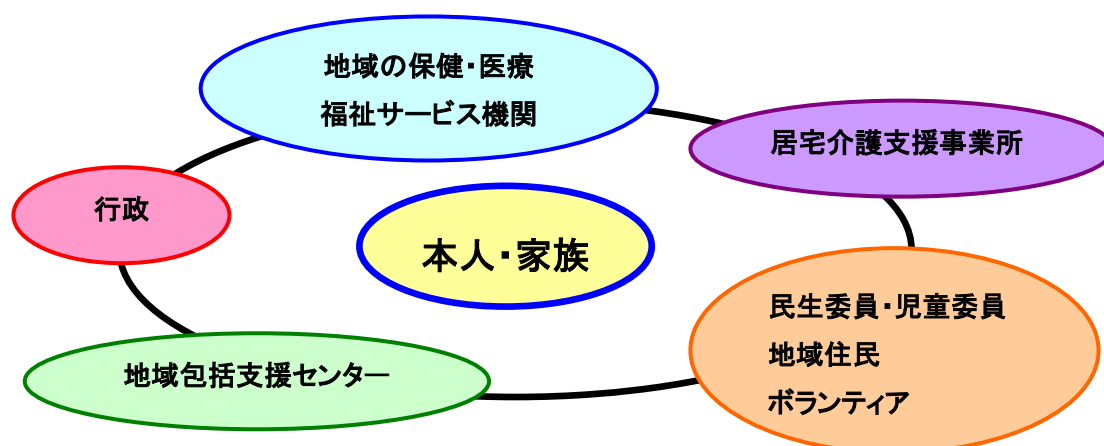 地域の保健・医療
福祉サービス機関
居宅介護支援事業所
行政
本人・家族
民生委員・児童委員
地域住民
ボランティア
地域包括支援センター